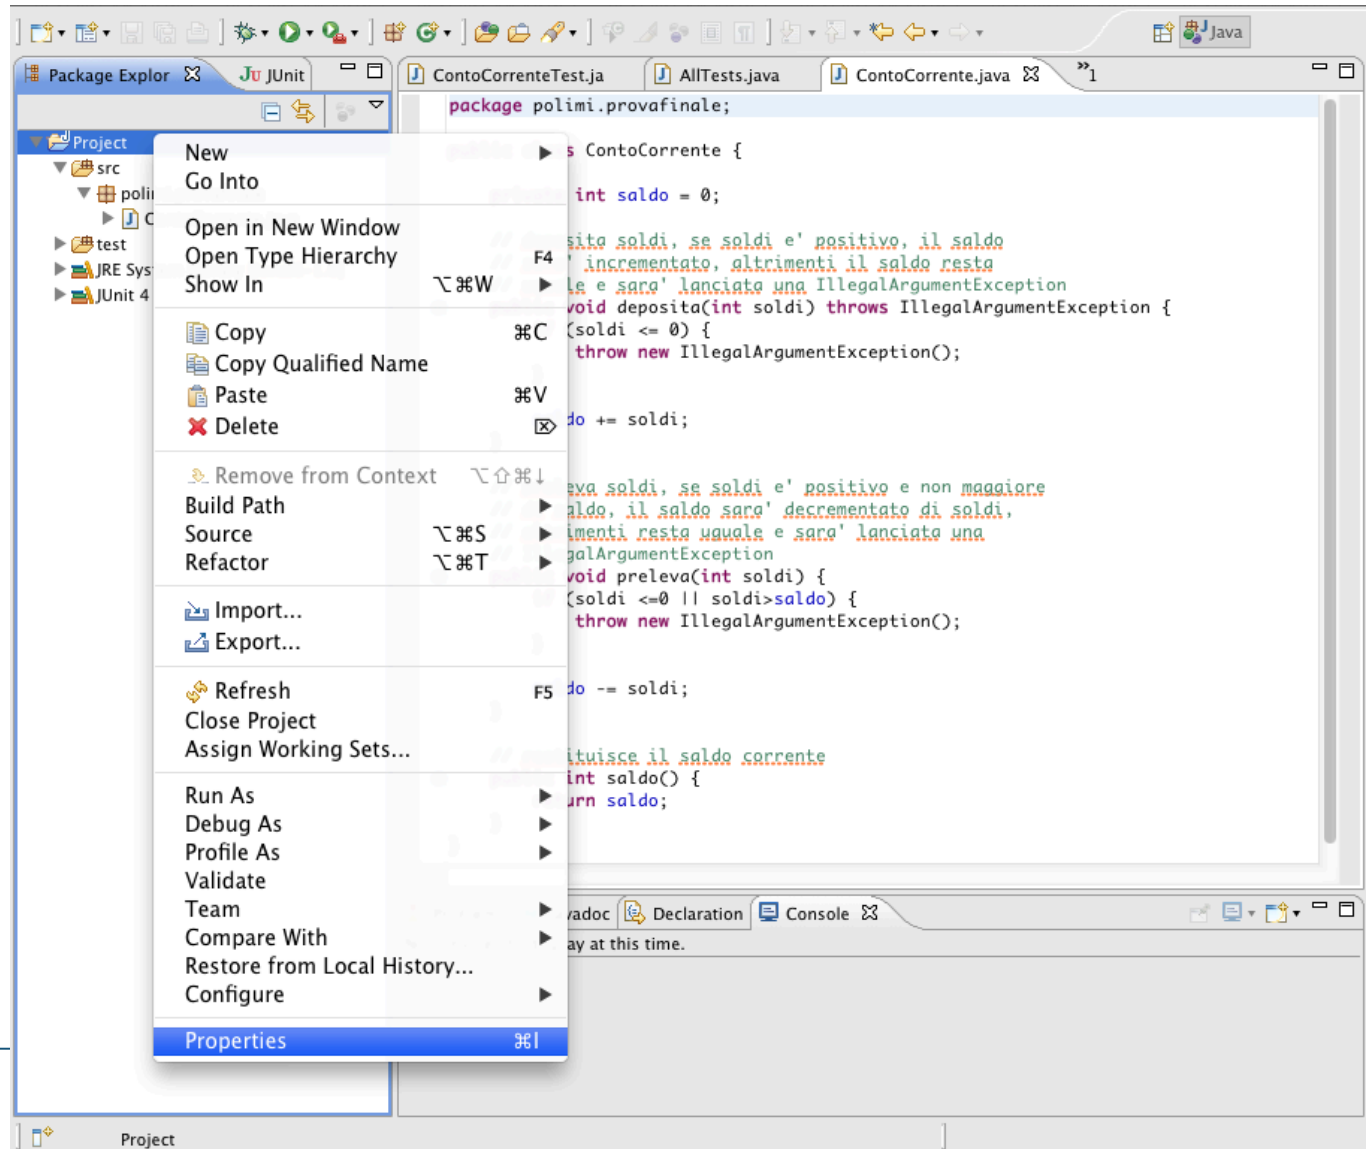 Java
Package Explor
JUnit
ContoCorrenteTest.ja
AllTests.java
ContoCorrente.java
»1
Project
src
JRE Sys
test
JUnit 4
New
Go Into
Open in New Window
Open Type Hierarchy F4
Show In ⌥⌘W
Copy ⌘C
Copy Qualified Name
Paste ⌘V
Delete ⌦
Remove from Context ⌥⇧⌘↓
Build Path
Source ⌥⌘S
Refactor ⌥⌘T
Import...
Export...
Refresh F5
Close Project
Assign Working Sets...
Run As
Debug As
Profile As
Validate
Team
Compare With
Restore from Local History...
Configure
Properties ⌘I
package polimi.provafinale;
s ContoCorrente {
int saldo = 0;
sita soldi, se soldi e' positivo, il saldo
' incrementato, altrimenti il saldo resta
le e sara' lanciata una IllegalArgumentException
void deposita(int soldi) throws IllegalArgumentException {
(soldi <= 0) {
throw new IllegalArgumentException();
do += soldi;
eva soldi, se soldi e' positivo e non maggiore
aldo, il saldo sara' decrementato di soldi,
imenti resta uguale e sara' lanciata una
galArgumentException
void preleva(int soldi) {
(soldi <=0 || soldi>saldo) {
throw new IllegalArgumentException();
do -= soldi;
ituisce il saldo corrente
int saldo() {
urn saldo;
vadoc
Declaration
Console
ay at this time.
Project